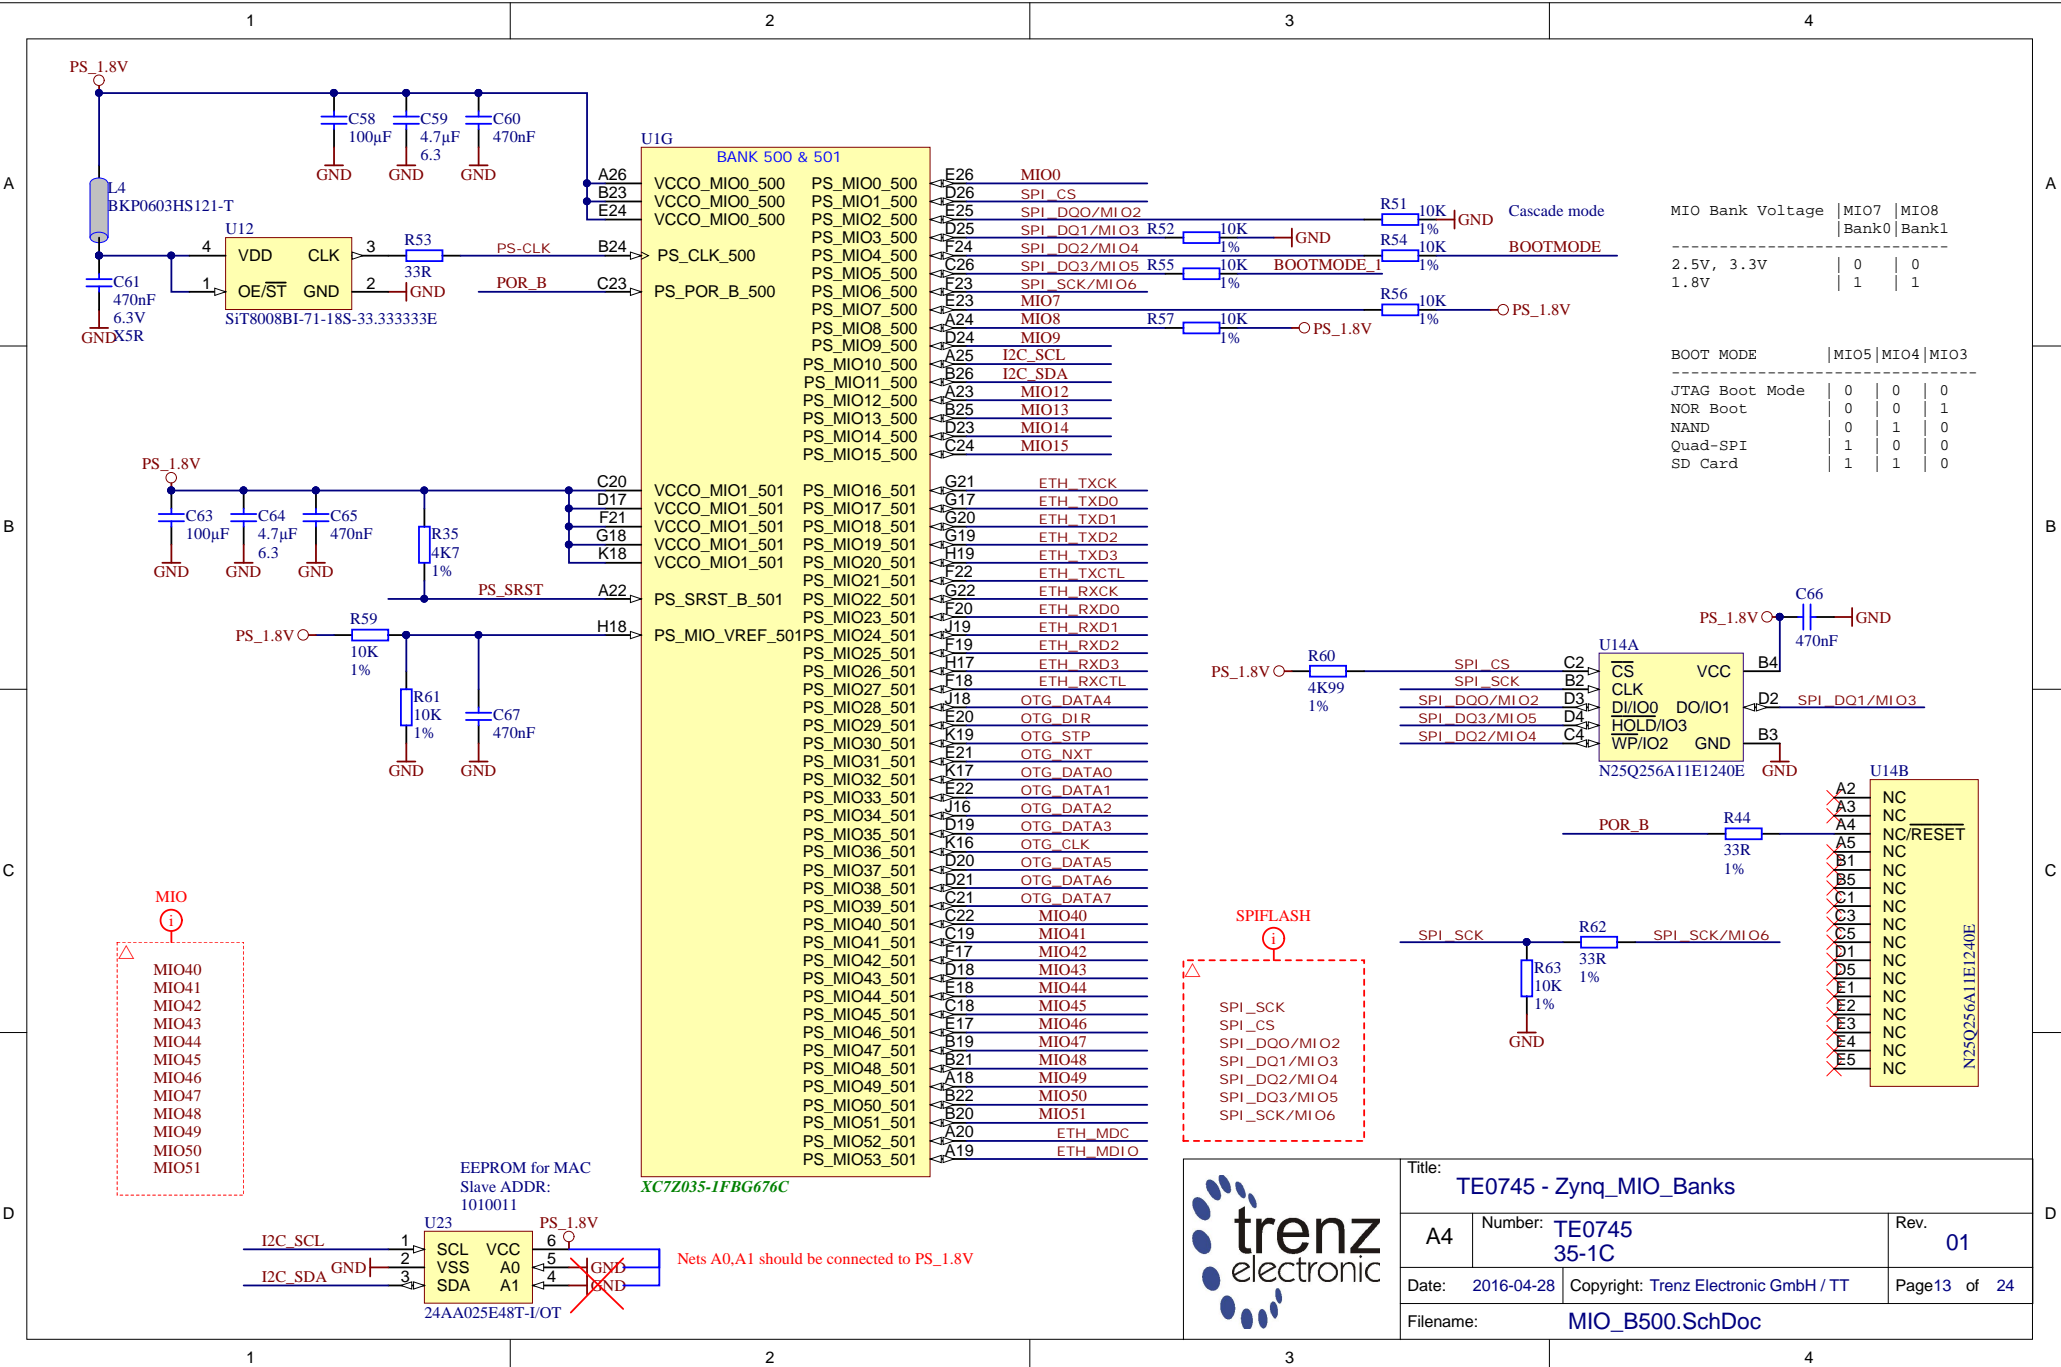 1 2 3 4
A
B
C
D
A
B
C
D
PS_1.8V
C58
100µF
GND
C59
4.7µF
6.3
GND
C60
470nF
GND
L4
BKP0603HS121-T
C61
470nF
6.3V
X5R
GND
U12
4 VDD CLK 3
1 OE/ST GND 2
SiT8008BI-71-18S-33.333333E
GND
R53
33R
PS-CLK
POR_B
U1G
BANK 500 & 501
A26 VCCO_MIO0_500
B23 VCCO_MIO0_500
E24 VCCO_MIO0_500
B24 PS_CLK_500
C23 PS_POR_B_500
C20 VCCO_MIO1_501
D17 VCCO_MIO1_501
F21 VCCO_MIO1_501
G18 VCCO_MIO1_501
K18 VCCO_MIO1_501
A22 PS_SRST_B_501
H18 PS_MIO_VREF_501
PS_MIO0_500 E26 MIO0
PS_MIO1_500 D26 SPI_CS
PS_MIO2_500 E25 SPI_DQ0/MIO2
PS_MIO3_500 D25 SPI_DQ1/MIO3
PS_MIO4_500 F24 SPI_DQ2/MIO4
PS_MIO5_500 C26 SPI_DQ3/MIO5
PS_MIO6_500 F23 SPI_SCK/MIO6
PS_MIO7_500 E23 MIO7
PS_MIO8_500 A24 MIO8
PS_MIO9_500 D24 MIO9
PS_MIO10_500 A25 I2C_SCL
PS_MIO11_500 B26 I2C_SDA
PS_MIO12_500 A23 MIO12
PS_MIO13_500 B25 MIO13
PS_MIO14_500 D23 MIO14
PS_MIO15_500 C24 MIO15
PS_MIO16_501 G21 ETH_TXCK
PS_MIO17_501 G17 ETH_TXD0
PS_MIO18_501 G20 ETH_TXD1
PS_MIO19_501 G19 ETH_TXD2
PS_MIO20_501 H19 ETH_TXD3
PS_MIO21_501 F22 ETH_TXCTL
PS_MIO22_501 G22 ETH_RXCK
PS_MIO23_501 F20 ETH_RXD0
PS_MIO24_501 J19 ETH_RXD1
PS_MIO25_501 F19 ETH_RXD2
PS_MIO26_501 H17 ETH_RXD3
PS_MIO27_501 F18 ETH_RXCTL
PS_MIO28_501 J18 OTG_DATA4
PS_MIO29_501 E20 OTG_DIR
PS_MIO30_501 K19 OTG_STP
PS_MIO31_501 E21 OTG_NXT
PS_MIO32_501 K17 OTG_DATA0
PS_MIO33_501 E22 OTG_DATA1
PS_MIO34_501 J16 OTG_DATA2
PS_MIO35_501 D19 OTG_DATA3
PS_MIO36_501 K16 OTG_CLK
PS_MIO37_501 D20 OTG_DATA5
PS_MIO38_501 D21 OTG_DATA6
PS_MIO39_501 C21 OTG_DATA7
PS_MIO40_501 C22 MIO40
PS_MIO41_501 C19 MIO41
PS_MIO42_501 F17 MIO42
PS_MIO43_501 D18 MIO43
PS_MIO44_501 E18 MIO44
PS_MIO45_501 C18 MIO45
PS_MIO46_501 E17 MIO46
PS_MIO47_501 B19 MIO47
PS_MIO48_501 B21 MIO48
PS_MIO49_501 A18 MIO49
PS_MIO50_501 B22 MIO50
PS_MIO51_501 B20 MIO51
PS_MIO52_501 A20 ETH_MDC
PS_MIO53_501 A19 ETH_MDIO
XC7Z035-1FBG676C
R51 10K
GND
Cascade mode
R52 10K
1%
GND
R54 10K
1%
BOOTMODE
R55 10K
1%
BOOTMODE_1
R56 10K
1%
PS_1.8V
R57 10K
1%
PS_1.8V
MIO Bank Voltage |MIO7 |MIO8
|Bank0|Bank1
-----------------------------
2.5V, 3.3V | 0 | 0
1.8V | 1 | 1
BOOT MODE |MIO5|MIO4|MIO3
--------------------------------
JTAG Boot Mode | 0 | 0 | 0
NOR Boot | 0 | 0 | 1
NAND | 0 | 1 | 0
Quad-SPI | 1 | 0 | 0
SD Card | 1 | 1 | 0
PS_1.8V
C63
100µF
GND
C64
4.7µF
6.3
GND
C65
470nF
GND
R35
4K7
1%
PS_SRST
PS_1.8V
R59
10K
1%
R61
10K
1%
GND
C67
470nF
GND
C66
470nF
PS_1.8V
GND
U14A
PS_1.8V
R60
4K99
1%
SPI_CS C2 CS VCC B4
SPI_SCK B2 CLK
SPI_DQ0/MIO2 D3 DI/IO0 DO/IO1 D2 SPI_DQ1/MIO3
SPI_DQ3/MIO5 D4 HOLD/IO3
SPI_DQ2/MIO4 C4 WP/IO2 GND B3
N25Q256A11E1240E
GND
U14B
A2 NC
A3 NC
A4 NC/RESET
A5 NC
B1 NC
B5 NC
C1 NC
C3 NC
C5 NC
D1 NC
D5 NC
E1 NC
E2 NC
E3 NC
E4 NC
E5 NC
N25Q256A11E1240E
POR_B
R44
33R
1%
SPI_SCK
R62
33R
1%
SPI_SCK/MIO6
R63
10K
1%
GND
MIO
i
MIO40
MIO41
MIO42
MIO43
MIO44
MIO45
MIO46
MIO47
MIO48
MIO49
MIO50
MIO51
SPIFLASH
i
SPI_SCK
SPI_CS
SPI_DQ0/MIO2
SPI_DQ1/MIO3
SPI_DQ2/MIO4
SPI_DQ3/MIO5
SPI_SCK/MIO6
EEPROM for MAC
Slave ADDR:
1010011
U23
PS_1.8V
I2C_SCL 1 SCL VCC 6
GND 2 VSS A0 5 GND
I2C_SDA 3 SDA A1 4 GND
24AA025E48T-I/OT
Nets A0,A1 should be connected to PS_1.8V
trenz
electronic
Title:
TE0745 - Zynq_MIO_Banks
A4
Number: TE0745
35-1C
Rev.
01
Date: 2016-04-28
Copyright: Trenz Electronic GmbH / TT
Page13 of 24
Filename: MIO_B500.SchDoc
1 2 3 4